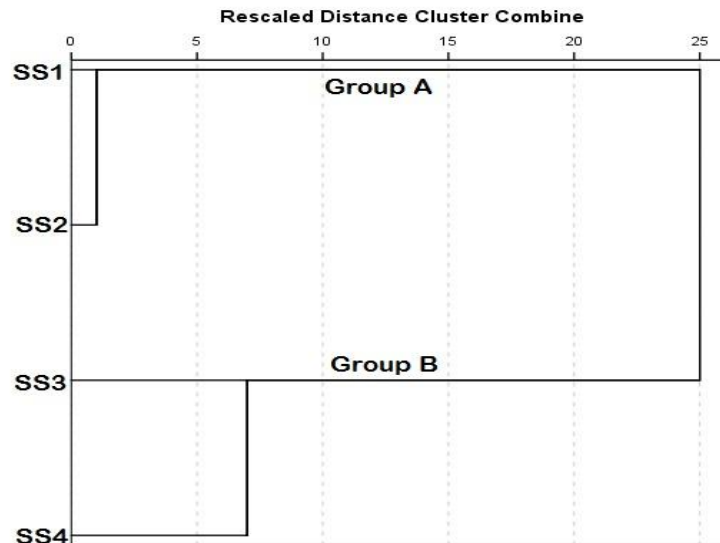 Rescaled Distance Cluster Combine
0 5 10 15 20 25
SS1
Group A
SS2
Group B
SS3
SS4